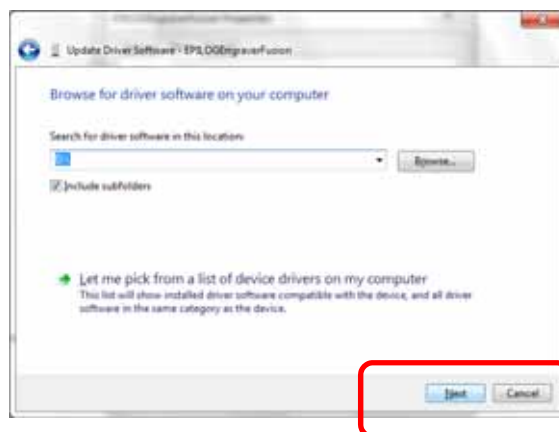 Update Driver Software - EPILOGEngraverFusion
Browse for driver software on your computer
Search for driver software in this location:
Browse...
Include subfolders
Let me pick from a list of device drivers on my computer
This list will show installed driver software compatible with the device, and all driver
software in the same category as the device.
Next
Cancel